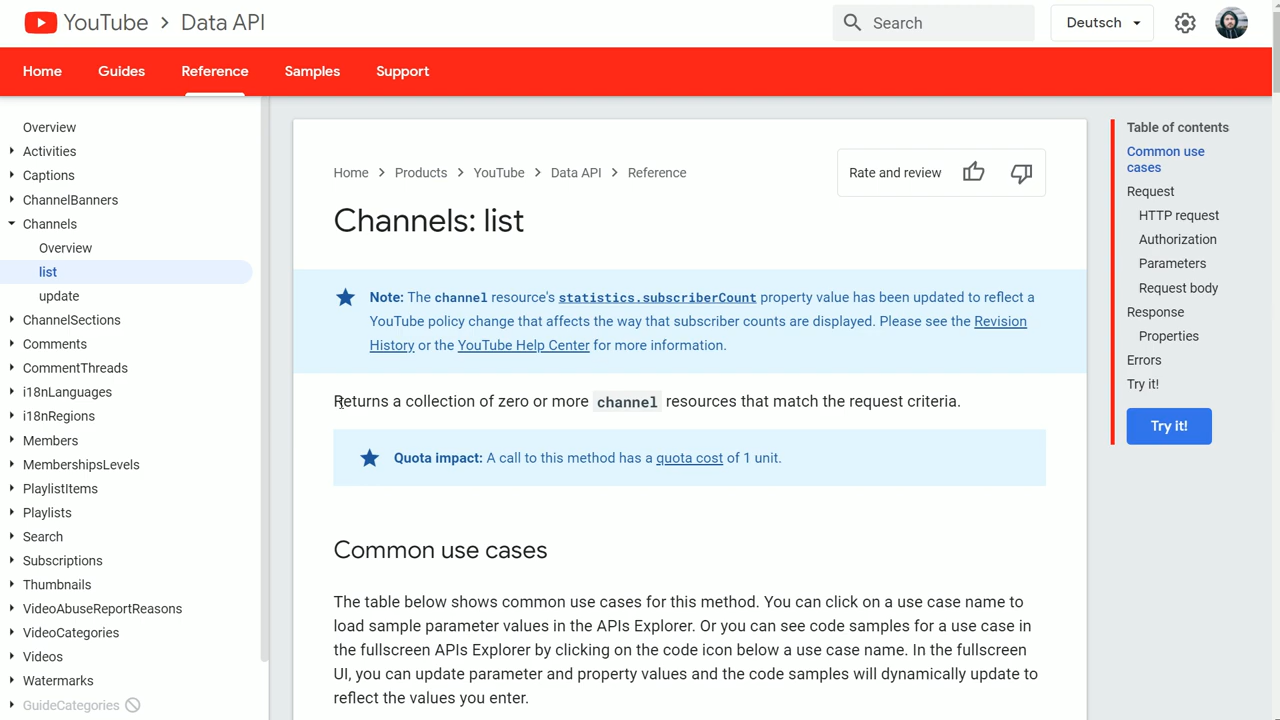 YouTube > Data API
Search
Deutsch
Home Guides Reference Samples Support
Overview
Activities
Captions
ChannelBanners
Channels
Overview
list
update
ChannelSections
Comments
CommentThreads
i18nLanguages
i18nRegions
Members
MembershipsLevels
PlaylistItems
Playlists
Search
Subscriptions
Thumbnails
VideoAbuseReportReasons
VideoCategories
Videos
Watermarks
GuideCategories
Home > Products > YouTube > Data API > Reference
Rate and review
Channels: list
Note: The channel resource's statistics.subscriberCount property value has been updated to reflect a
YouTube policy change that affects the way that subscriber counts are displayed. Please see the Revision
History or the YouTube Help Center for more information.
Returns a collection of zero or more channel resources that match the request criteria.
Quota impact: A call to this method has a quota cost of 1 unit.
Common use cases
The table below shows common use cases for this method. You can click on a use case name to
load sample parameter values in the APIs Explorer. Or you can see code samples for a use case in
the fullscreen APIs Explorer by clicking on the code icon below a use case name. In the fullscreen
UI, you can update parameter and property values and the code samples will dynamically update to
reflect the values you enter.
Table of contents
Common use
cases
Request
HTTP request
Authorization
Parameters
Request body
Response
Properties
Errors
Try it!
Try it!